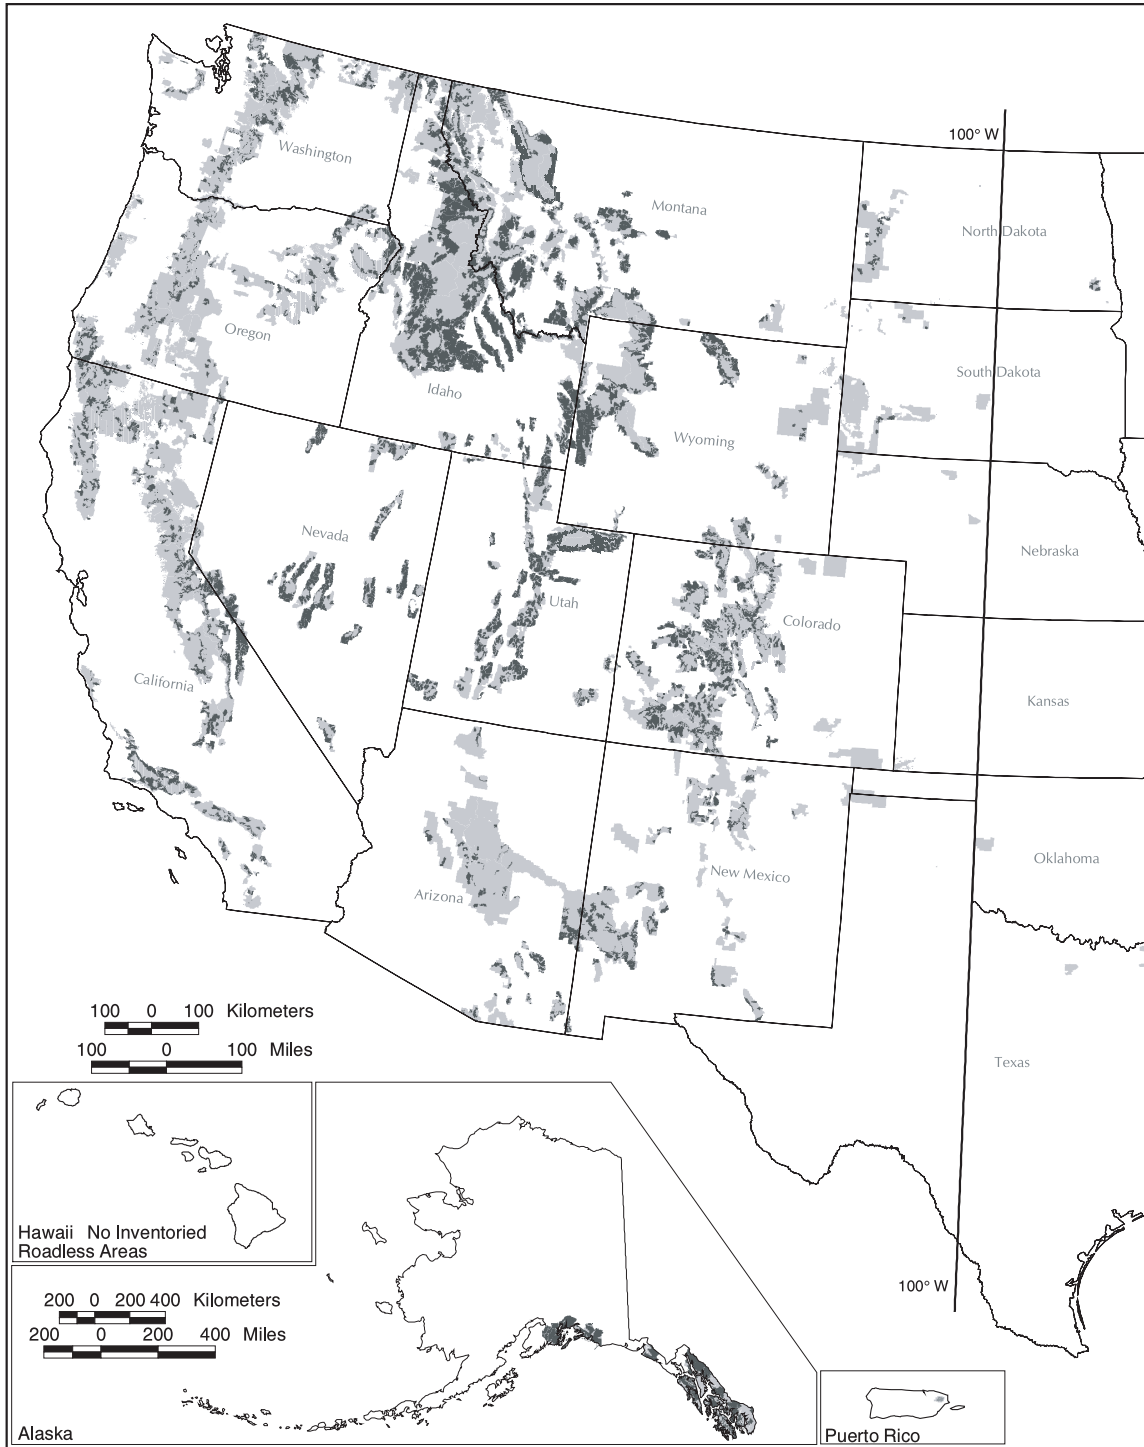 100° W
Washington
Montana
North Dakota
Oregon
South Dakota
Idaho
Wyoming
Nevada
Nebraska
Utah
Colorado
California
Kansas
Oklahoma
New Mexico
Arizona
100 0 100 Kilometers
100 0 100 Miles
Texas
Hawaii No Inventoried
Roadless Areas
100° W
200 0 200 400 Kilometers
200 0 200 400 Miles
Alaska
Puerto Rico